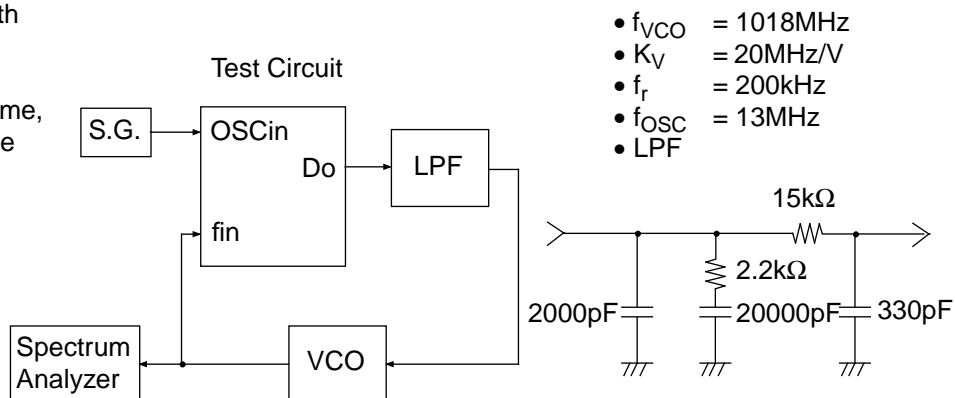 th
ome,
e
Test Circuit
S.G.
OSCin
Do
fin
LPF
VCO
Spectrum
Analyzer
• fVCO = 1018MHz
• KV = 20MHz/V
• fr = 200kHz
• fOSC = 13MHz
• LPF
15kΩ
2.2kΩ
2000pF
20000pF
330pF